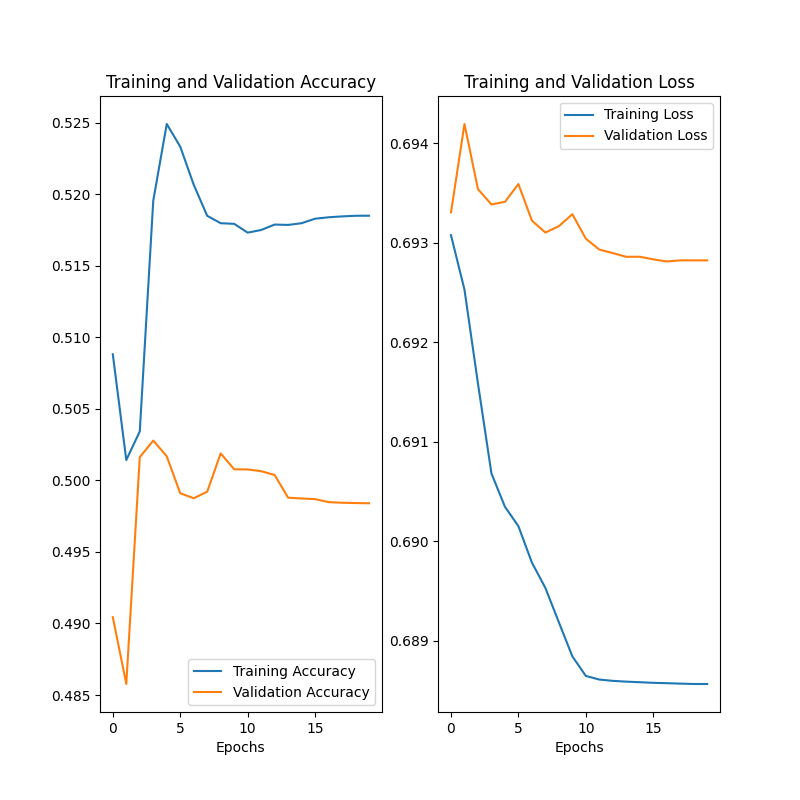 Training and Validation Accuracy
0.525
0.520
0.515
0.510
0.505
0.500
0.495
0.490
0.485
Training Accuracy
Validation Accuracy
0 5 10 15
Epochs
Training and Validation Loss
Training Loss
Validation Loss
0.694
0.693
0.692
0.691
0.690
0.689
0 5 10 15
Epochs